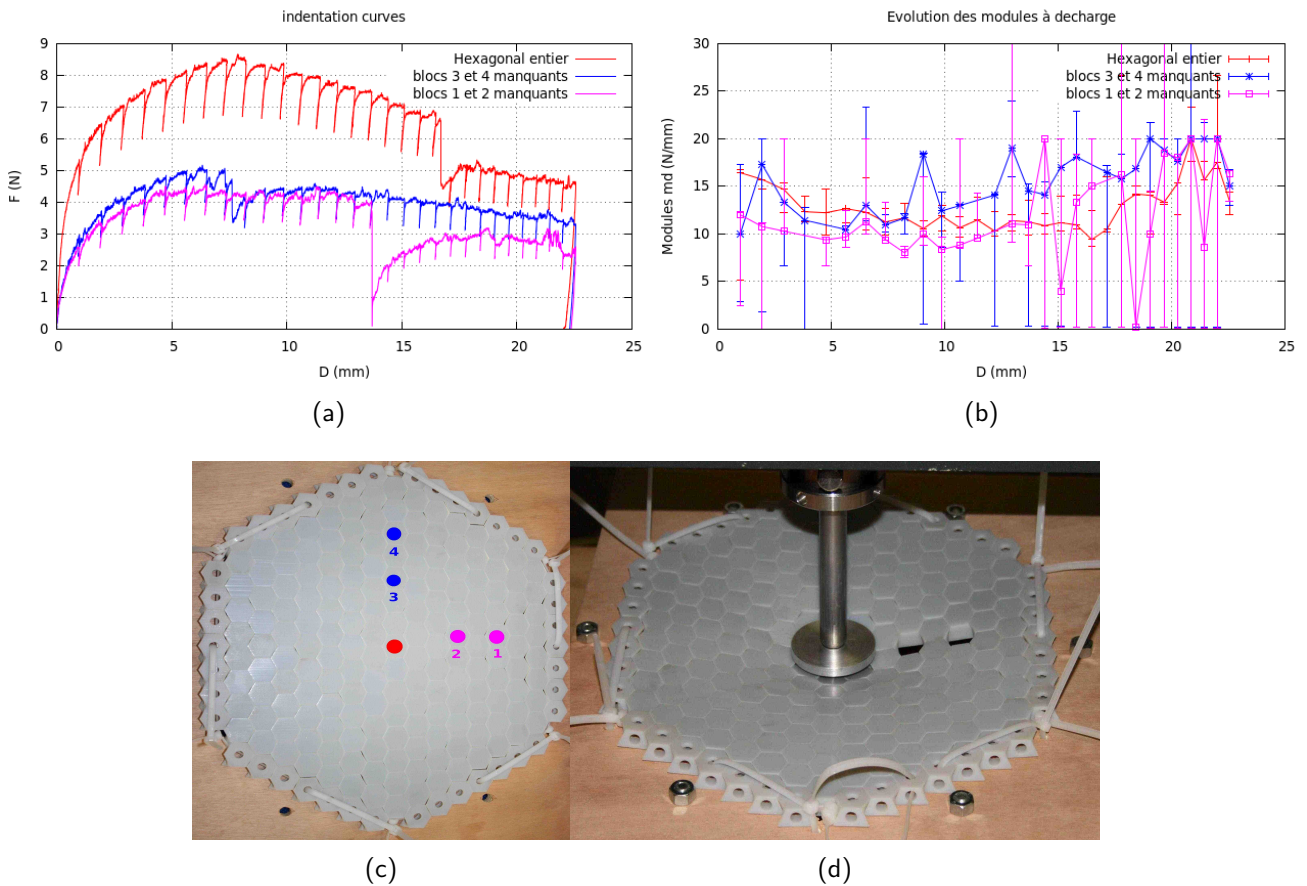 indentation curves
9
8
7
6
5
4
3
2
1
0
F (N)
0
5
10
15
20
25
D (mm)
Hexagonal entier
blocs 3 et 4 manquants
blocs 1 et 2 manquants
(a)
Evolution des modules à decharge
30
25
20
15
10
5
0
Modules md (N/mm)
0
5
10
15
20
25
D (mm)
Hexagonal entier
blocs 3 et 4 manquants
blocs 1 et 2 manquants
(b)
4
3
2 1
(c)
(d)